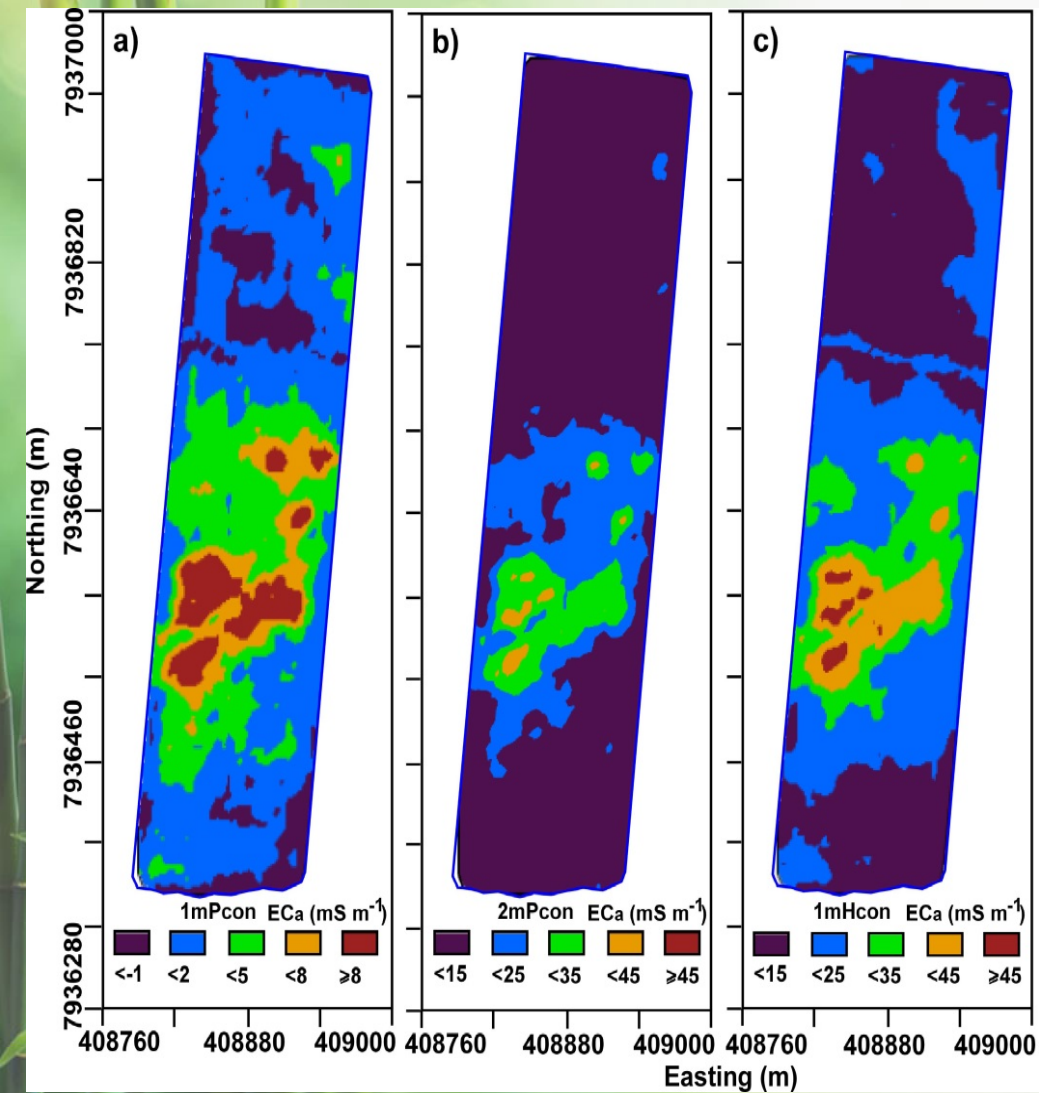 a)
b)
c)
7937000
7936820
7936640
7936460
7936280
Northing (m)
1mPcon ECa (mS m-1)
<-1 <2 <5 <8 ⩾8
2mPcon ECa (mS m-1)
<15 <25 <35 <45 ⩾45
1mHcon ECa (mS m-1)
<15 <25 <35 <45 ⩾45
408760 408880 409000
408760 408880 409000
408760 408880 409000
Easting (m)